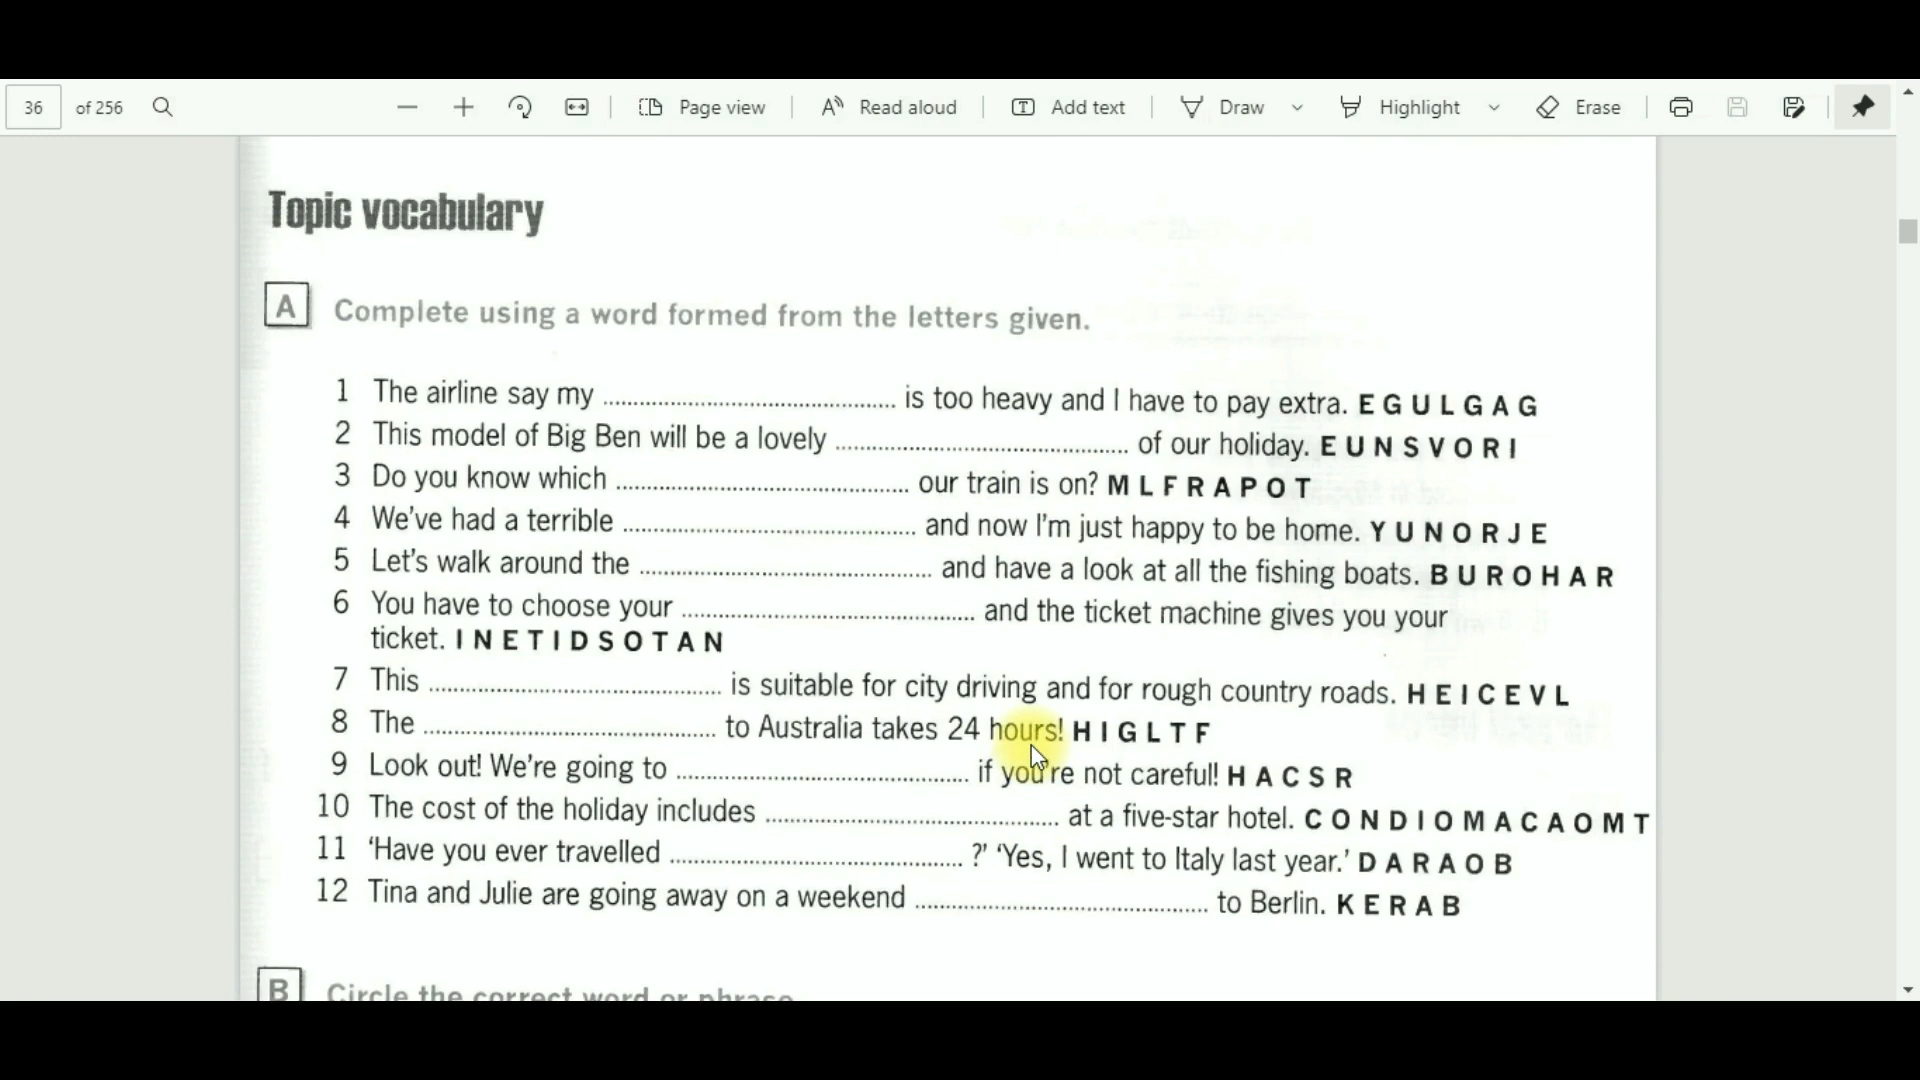 36 of 256 Page view Read aloud Add text Draw Highlight Erase
Topic vocabulary
A Complete using a word formed from the letters given.
1 The airline say my ........................................ is too heavy and I have to pay extra. E G U L G A G
2 This model of Big Ben will be a lovely ........................................ of our holiday. E U N S V O R I
3 Do you know which ........................................ our train is on? M L F R A P O T
4 We've had a terrible ........................................ and now I'm just happy to be home. Y U N O R J E
5 Let's walk around the ........................................ and have a look at all the fishing boats. B U R O H A R
6 You have to choose your ........................................ and the ticket machine gives you your
ticket. I N E T I D S O T A N
7 This ........................................ is suitable for city driving and for rough country roads. H E I C E V L
8 The ........................................ to Australia takes 24 hours! H I G L T F
9 Look out! We're going to ........................................ if you're not careful! H A C S R
10 The cost of the holiday includes ........................................ at a five-star hotel. C O N D I O M A C A O M T
11 'Have you ever travelled ........................................ ?' 'Yes, I went to Italy last year.' D A R A O B
12 Tina and Julie are going away on a weekend ........................................ to Berlin. K E R A B
B Circle the correct word or phrase